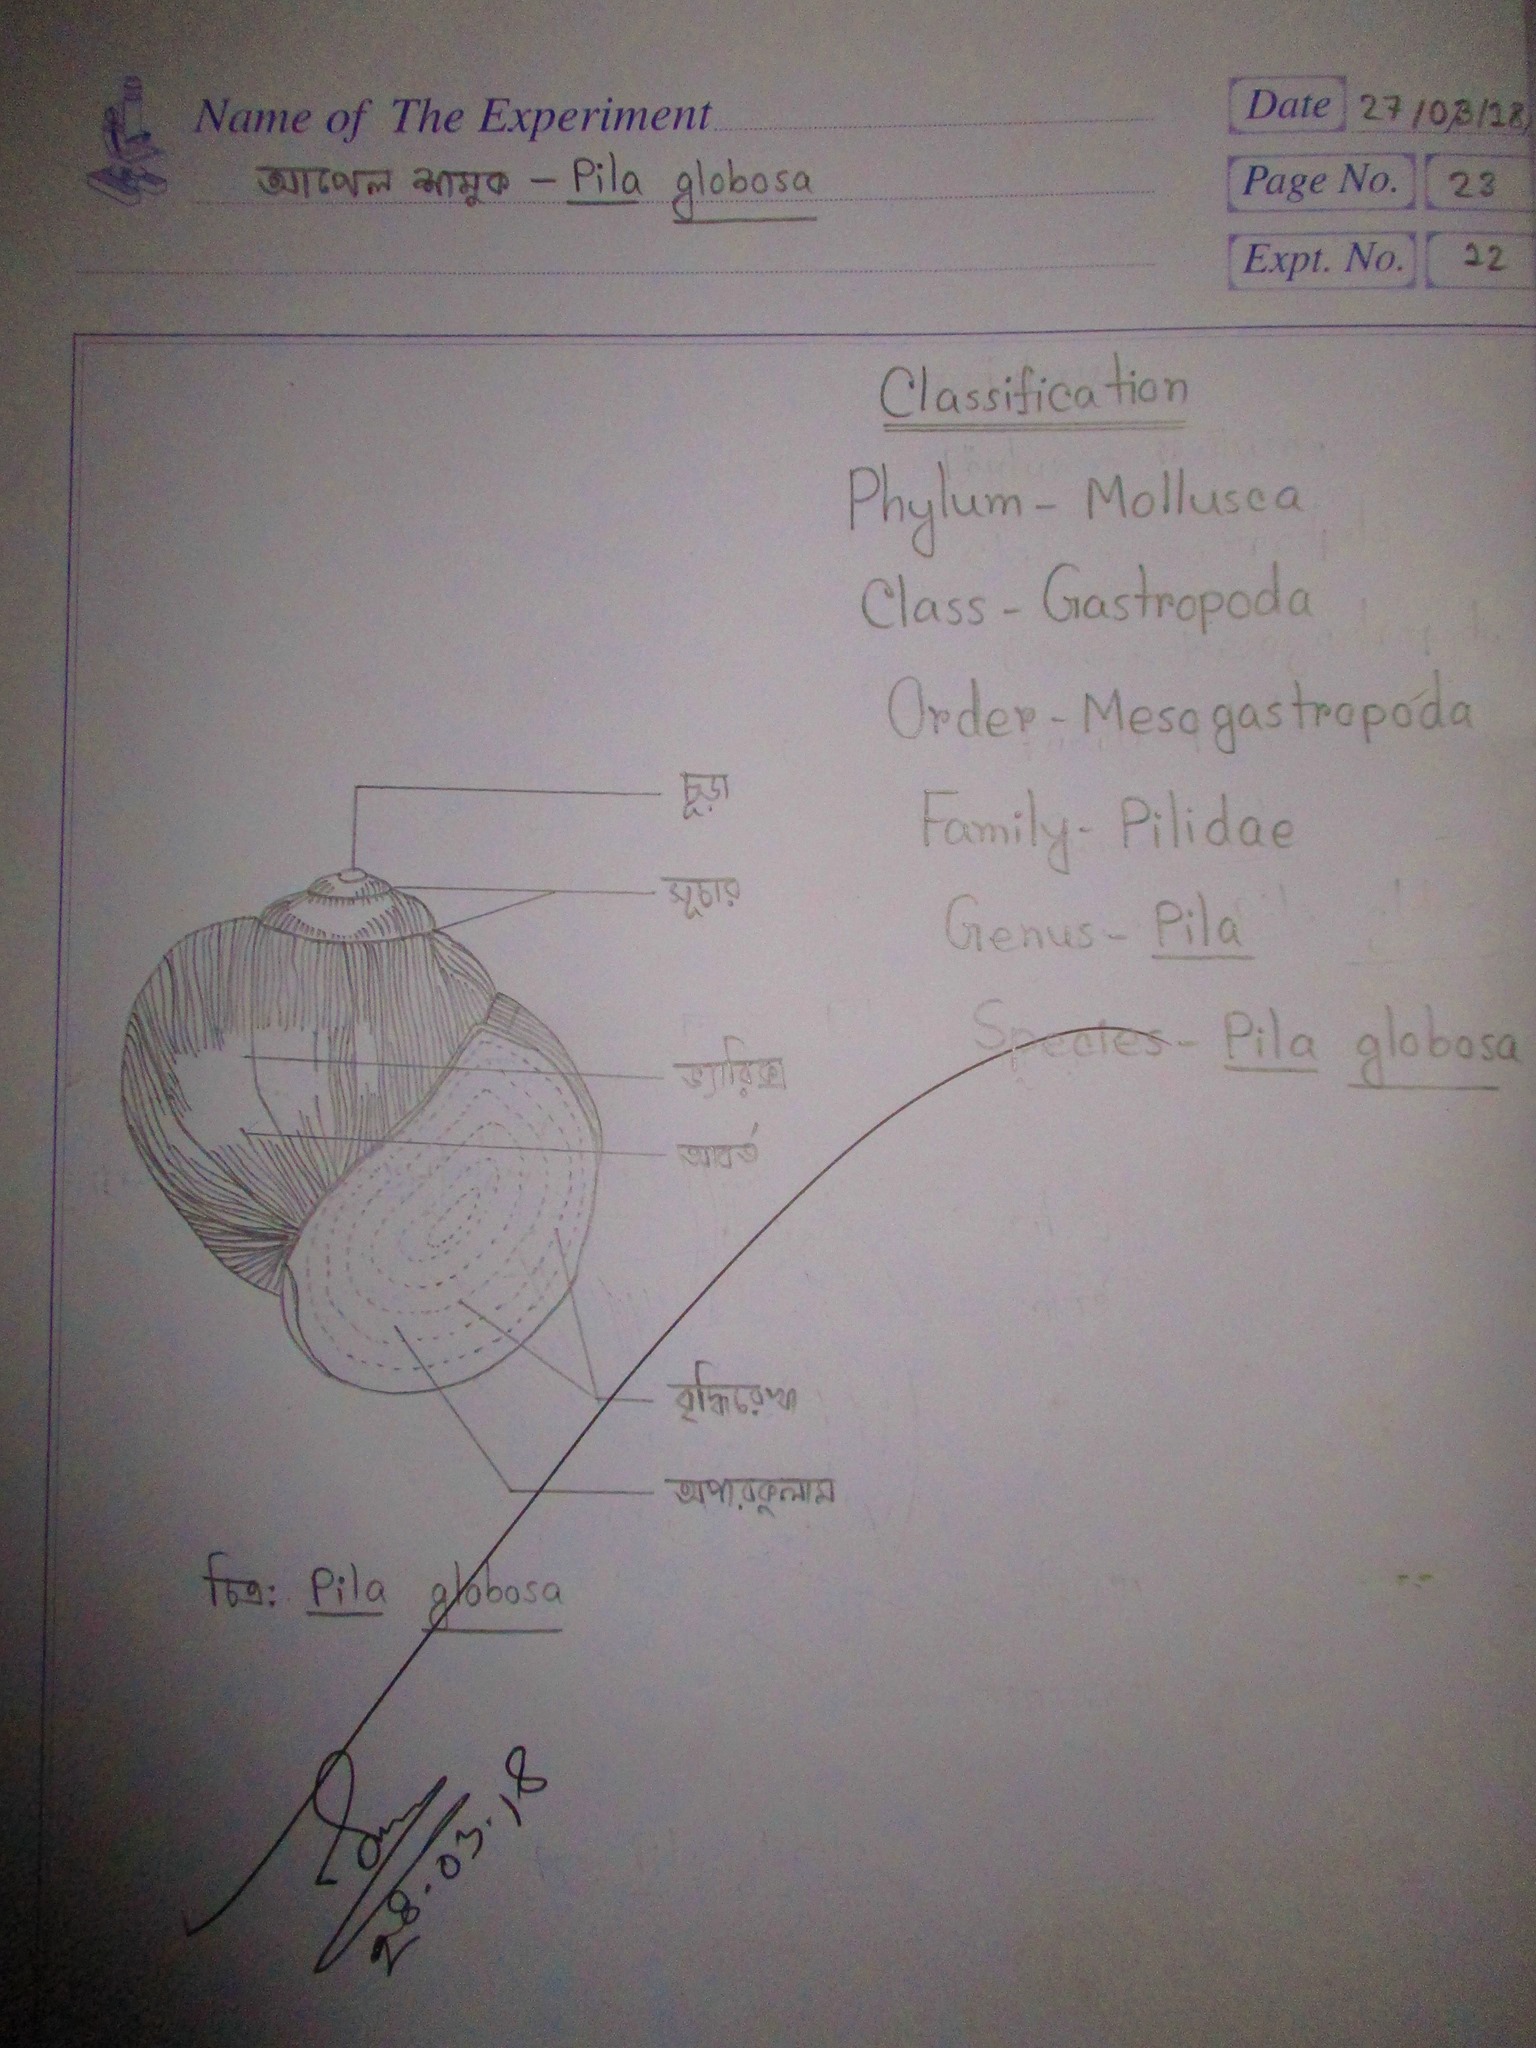 Name of The Experiment
আপেল শামুক – Pila globosa
Date 27/03/18
Page No. 23
Expt. No. 22
Classification
Phylum – Mollusca
Class – Gastropoda
Order – Mesogastropoda
Family – Pilidae
Genus – Pila
Species – Pila globosa
চূড়া
সূচার
ভ্যারিক্স
আবর্ত
বৃদ্ধিরেখা
অপারকুলাম
চিত্র: Pila globosa
28.03.18